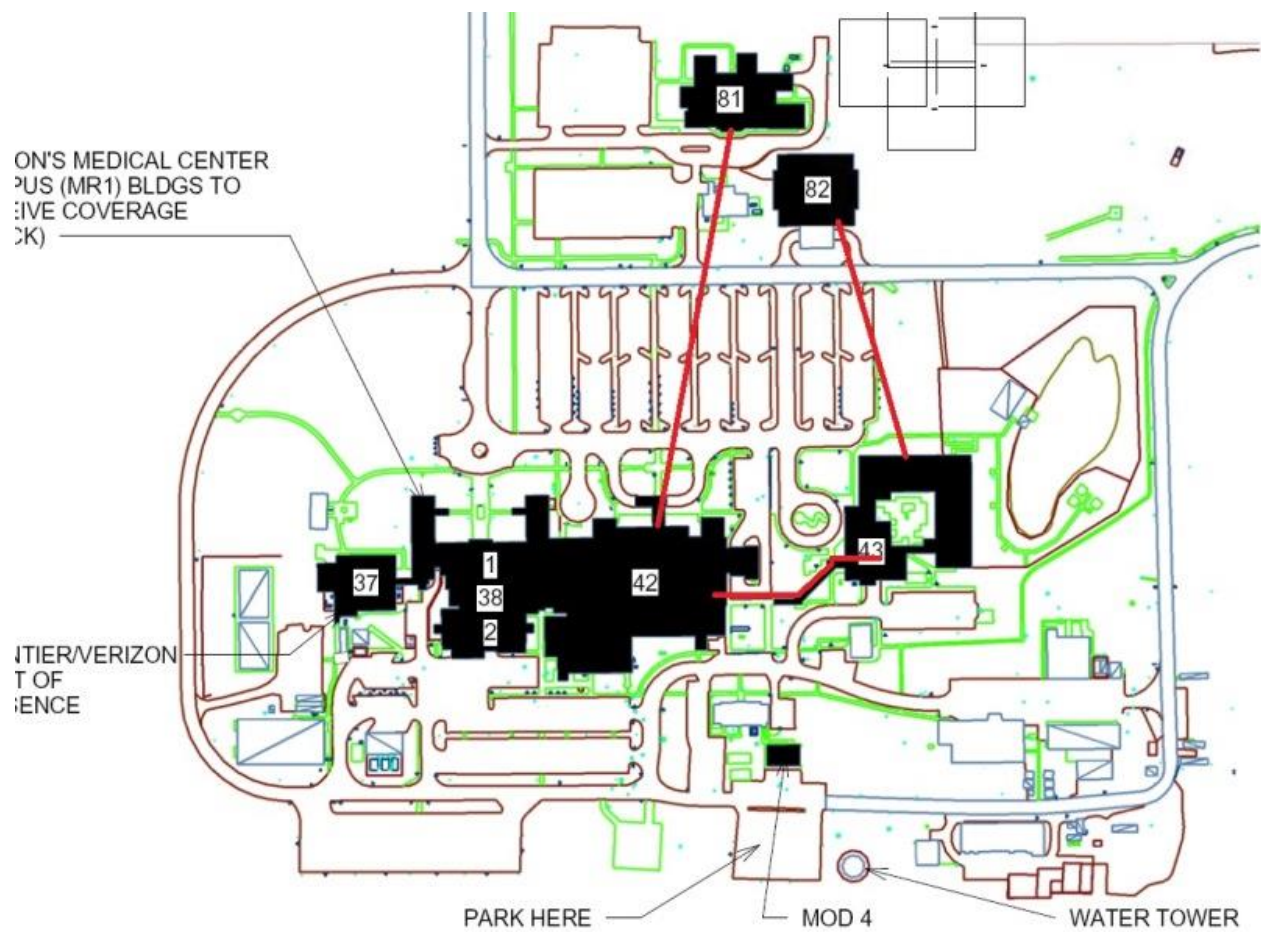 81
82
ON'S MEDICAL CENTER
PUS (MR1) BLDGS TO
EIVE COVERAGE
CK)
37
1
38
2
42
43
NTIER/VERIZON
T OF
SENCE
PARK HERE
MOD 4
WATER TOWER